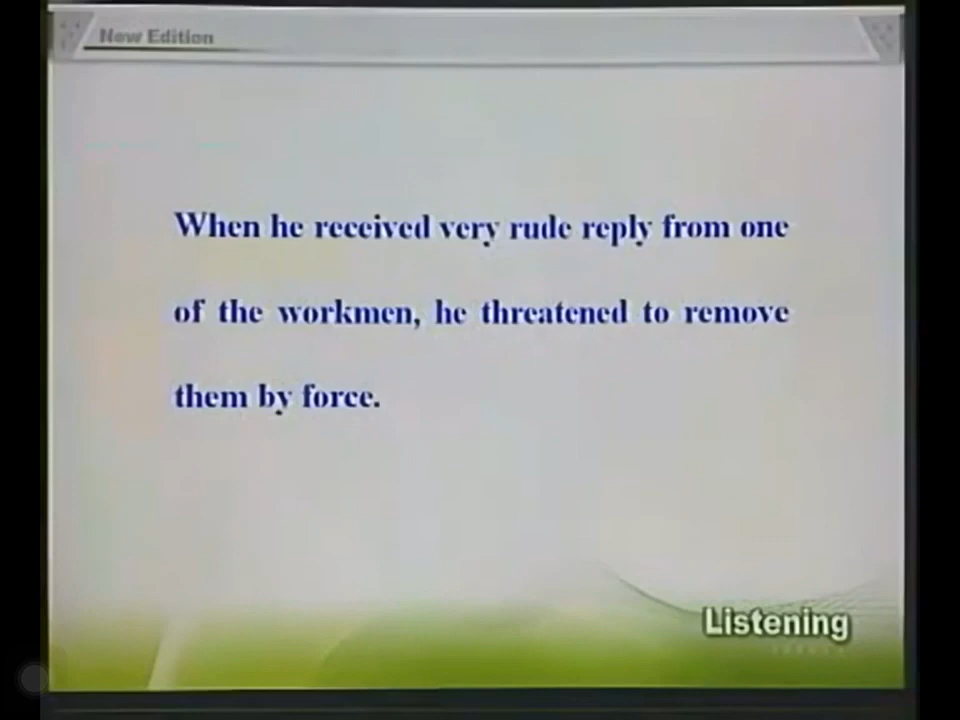 New Edition
When he received very rude reply from one
of the workmen, he threatened to remove
them by force.
Listening